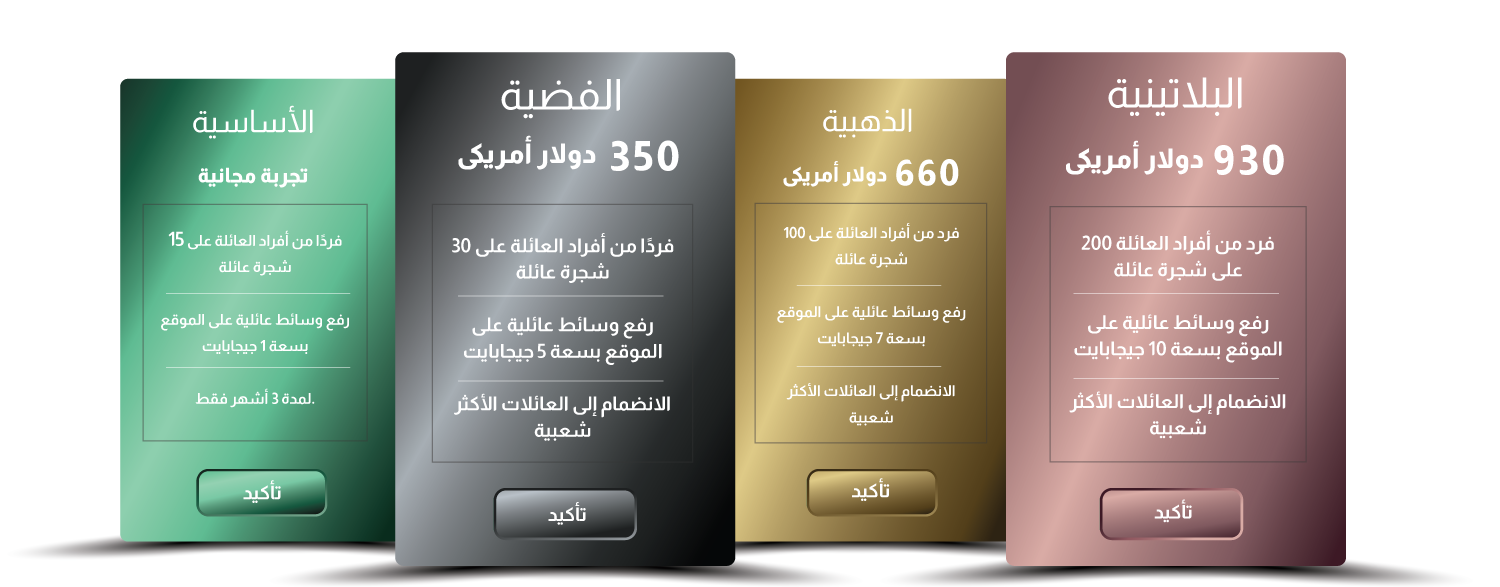 البلاتينية
930 دولار أمريكى
فرد من أفراد العائلة 200
على شجرة عائلة
رفع وسائط عائلية على
الموقع بسعة 10 جيجابايت
الانضمام إلى العائلات الأكثر
شعبية
تأكيد
الذهبية
660 دولار أمريكى
فرد من أفراد العائلة على 100
شجرة عائلة
رفع وسائط عائلية على الموقع
بسعة 7 جيجابايت
الانضمام إلى العائلات الأكثر
شعبية
تأكيد
الفضية
350 دولار أمريكى
فردًا من أفراد العائلة على 30
شجرة عائلة
رفع وسائط عائلية على
الموقع بسعة 5 جيجابايت
الانضمام إلى العائلات الأكثر
شعبية
تأكيد
الأساسية
تجربة مجانية
فردًا من أفراد العائلة على 15
شجرة عائلة
رفع وسائط عائلية على الموقع
بسعة 1 جيجابايت
.لمدة 3 أشهر فقط
تأكيد